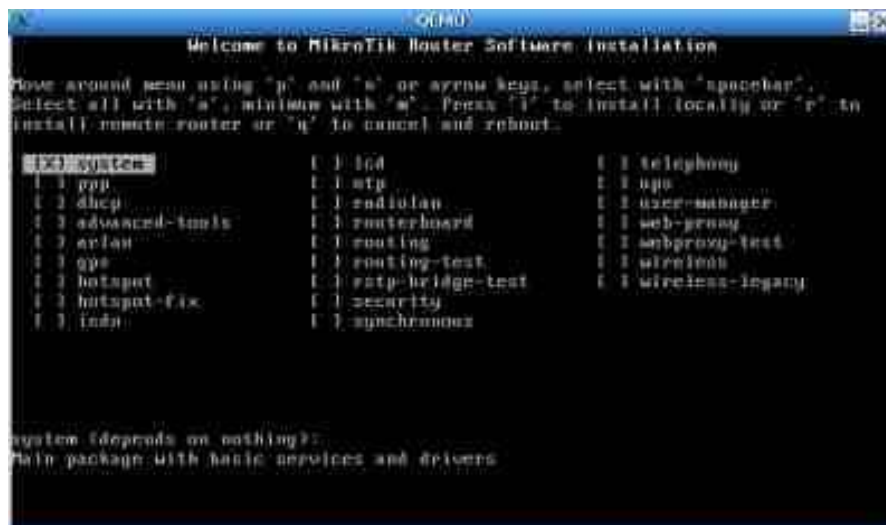 QEMU
Welcome to MikroTik Router Software installation
Move around menu using 'p' and 'n' or arrow keys, select with 'spacebar'.
Select all with 'a', minimum with 'm'. Press 'i' to install locally or 'r' to
install remote router or 'q' to cancel and reboot.
[X] system [ ] lcd [ ] telephony
[ ] ppp [ ] ntp [ ] ups
[ ] dhcp [ ] radiolan [ ] user-manager
[ ] advanced-tools [ ] routerboard [ ] web-proxy
[ ] arlan [ ] routing [ ] webproxy-test
[ ] gps [ ] routing-test [ ] wireless
[ ] hotspot [ ] rstp-bridge-test [ ] wireless-legacy
[ ] hotspot-fix [ ] security
[ ] isdn [ ] synchronous
system (depends on nothing):
Main package with basic services and drivers